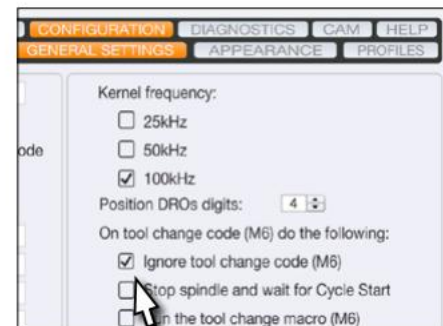 CONFIGURATION DIAGNOSTICS CAM HELP
GENERAL SETTINGS APPEARANCE PROFILES
Kernel frequency:
25kHz
ode
50kHz
100kHz
Position DROs digits: 4
On tool change code (M6) do the following:
Ignore tool change code (M6)
Stop spindle and wait for Cycle Start
the tool change macro (M6)